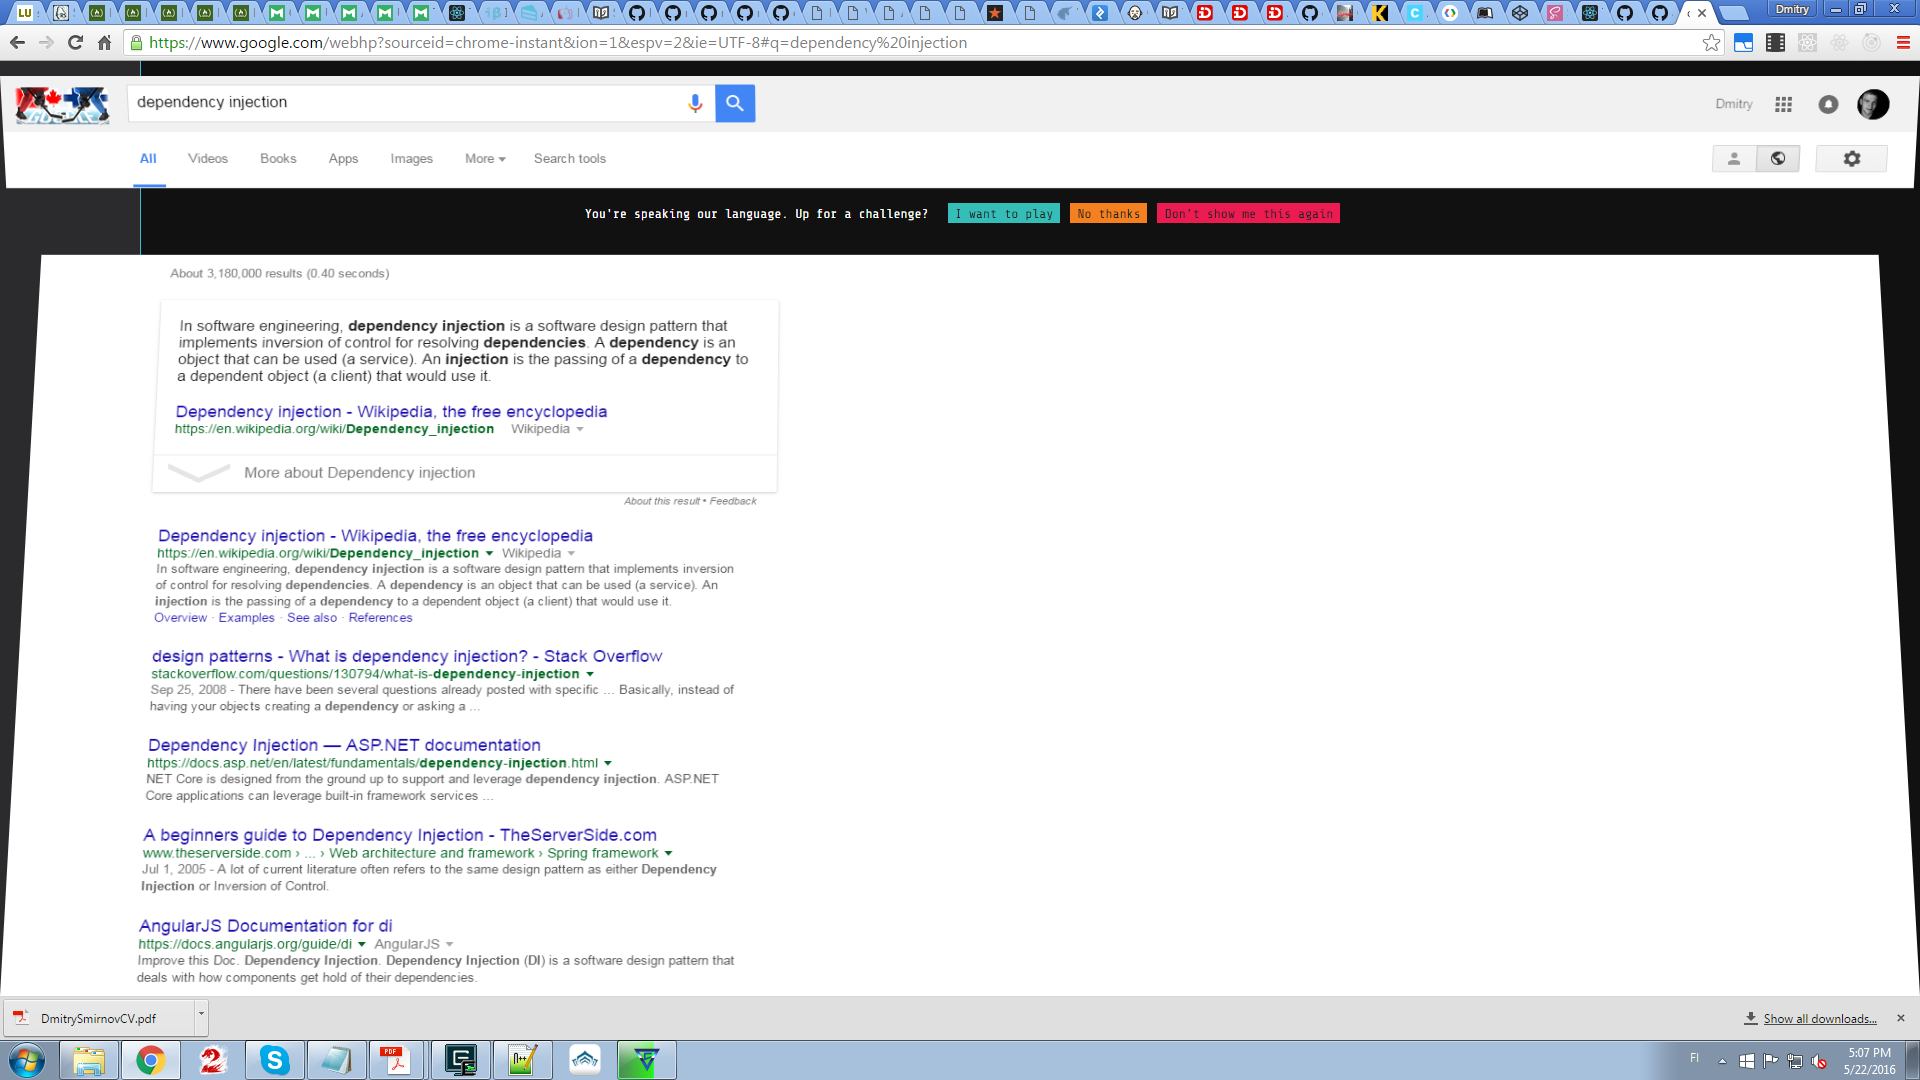 Dmitry
https://www.google.com/webhp?sourceid=chrome-instant&ion=1&espv=2&ie=UTF-8#q=dependency%20injection
dependency injection
Dmitry
All Videos Books Apps Images More Search tools
You're speaking our language. Up for a challenge? I want to play No thanks Don't show me this again
About 3,180,000 results (0.40 seconds)
In software engineering, dependency injection is a software design pattern that
implements inversion of control for resolving dependencies. A dependency is an
object that can be used (a service). An injection is the passing of a dependency to
a dependent object (a client) that would use it.
Dependency injection - Wikipedia, the free encyclopedia
https://en.wikipedia.org/wiki/Dependency_injection Wikipedia
More about Dependency injection
About this result • Feedback
Dependency injection - Wikipedia, the free encyclopedia
https://en.wikipedia.org/wiki/Dependency_injection Wikipedia
In software engineering, dependency injection is a software design pattern that implements inversion
of control for resolving dependencies. A dependency is an object that can be used (a service). An
injection is the passing of a dependency to a dependent object (a client) that would use it.
Overview · Examples · See also · References
design patterns - What is dependency injection? - Stack Overflow
stackoverflow.com/questions/130794/what-is-dependency-injection
Sep 25, 2008 - There have been several questions already posted with specific ... Basically, instead of
having your objects creating a dependency or asking a ...
Dependency Injection — ASP.NET documentation
https://docs.asp.net/en/latest/fundamentals/dependency-injection.html
NET Core is designed from the ground up to support and leverage dependency injection. ASP.NET
Core applications can leverage built-in framework services ...
A beginners guide to Dependency Injection - TheServerSide.com
www.theserverside.com › ... › Web architecture and framework › Spring framework
Jul 1, 2005 - A lot of current literature often refers to the same design pattern as either Dependency
Injection or Inversion of Control.
AngularJS Documentation for di
https://docs.angularjs.org/guide/di AngularJS
Improve this Doc. Dependency Injection. Dependency Injection (DI) is a software design pattern that
deals with how components get hold of their dependencies.
DmitrySmirnovCV.pdf
Show all downloads...
FI
5:07 PM
5/22/2016